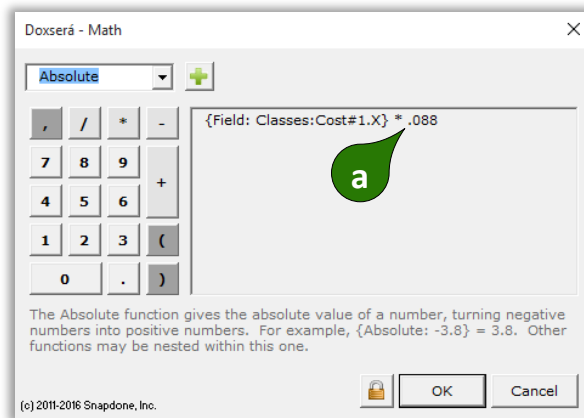 Doxserá - Math
Absolute
{Field: Classes:Cost#1.X} * .088
a
, / * -
7 8 9 +
4 5 6
1 2 3 (
0 . )
The Absolute function gives the absolute value of a number, turning negative
numbers into positive numbers.  For example, {Absolute: -3.8} = 3.8.  Other
functions may be nested within this one.
(c) 2011-2016 Snapdone, Inc.
OK
Cancel